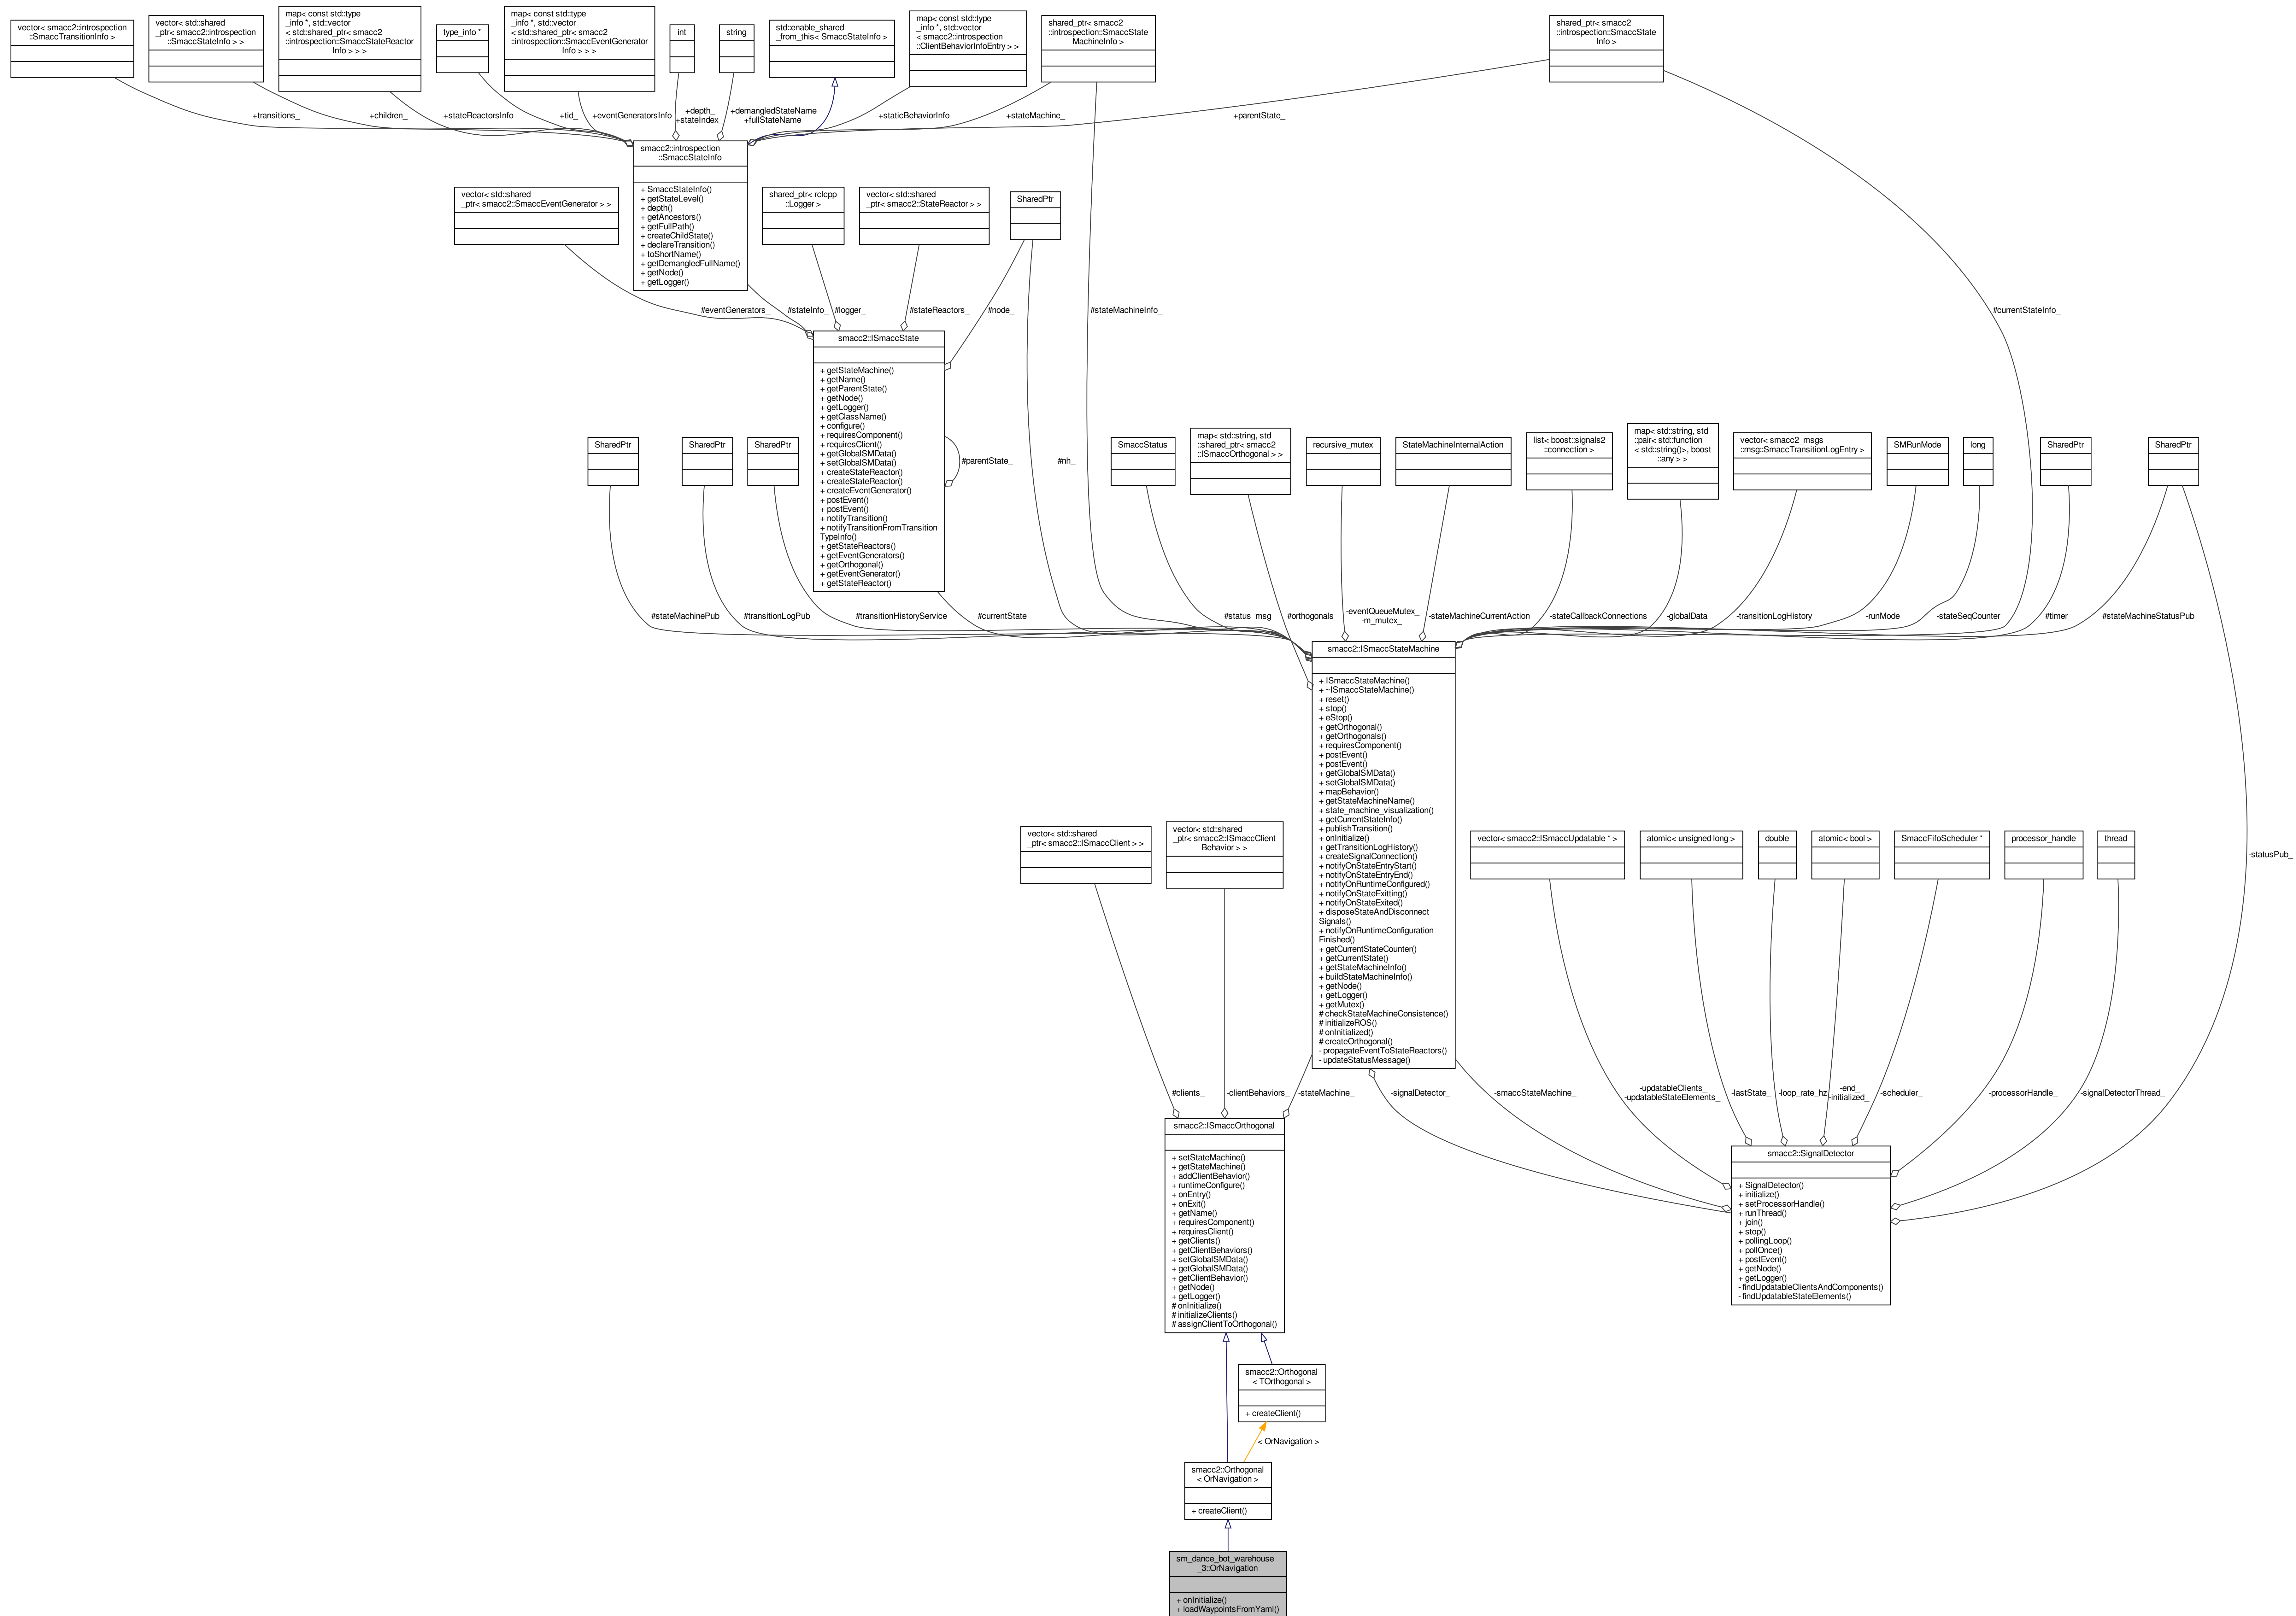 vector< smacc2::introspection
::SmaccTransitionInfo >
vector< std::shared
_ptr< smacc2::introspection
::SmaccStateInfo > >
map< const std::type
_info *, std::vector
< std::shared_ptr< smacc2
::introspection::SmaccStateReactor
Info > > >
type_info *
map< const std::type
_info *, std::vector
< std::shared_ptr< smacc2
::introspection::SmaccEventGenerator
Info > > >
int
string
std::enable_shared
_from_this< SmaccStateInfo >
map< const std::type
_info *, std::vector
< smacc2::introspection
::ClientBehaviorInfoEntry > >
shared_ptr< smacc2
::introspection::SmaccState
MachineInfo >
shared_ptr< smacc2
::introspection::SmaccState
Info >
+transitions_
+children_
+stateReactorsInfo
+tid_
+eventGeneratorsInfo
+depth_
+stateIndex_
+demangledStateName
+fullStateName
+staticBehaviorInfo
+stateMachine_
+parentState_
smacc2::introspection
::SmaccStateInfo
+ SmaccStateInfo()
+ getStateLevel()
+ depth()
+ getAncestors()
+ getFullPath()
+ createChildState()
+ declareTransition()
+ toShortName()
+ getDemangledFullName()
+ getNode()
+ getLogger()
vector< std::shared
_ptr< smacc2::SmaccEventGenerator > >
shared_ptr< rclcpp
::Logger >
vector< std::shared
_ptr< smacc2::StateReactor > >
SharedPtr
#eventGenerators_
#stateInfo_
#logger_
#stateReactors_
#node_
#stateMachineInfo_
#currentStateInfo_
smacc2::ISmaccState
+ getStateMachine()
+ getName()
+ getParentState()
+ getNode()
+ getLogger()
+ getClassName()
+ configure()
+ requiresComponent()
+ requiresClient()
+ getGlobalSMData()
+ setGlobalSMData()
+ createStateReactor()
+ createStateReactor()
+ createEventGenerator()
+ postEvent()
+ postEvent()
+ notifyTransition()
+ notifyTransitionFromTransition
TypeInfo()
+ getStateReactors()
+ getEventGenerators()
+ getOrthogonal()
+ getEventGenerator()
+ getStateReactor()
#parentState_
#nh_
SharedPtr
SharedPtr
SharedPtr
SmaccStatus
map< std::string, std
::shared_ptr< smacc2
::ISmaccOrthogonal > >
recursive_mutex
StateMachineInternalAction
list< boost::signals2
::connection >
map< std::string, std
::pair< std::function
< std::string()>, boost
::any > >
vector< smacc2_msgs
::msg::SmaccTransitionLogEntry >
SMRunMode
long
SharedPtr
SharedPtr
#stateMachinePub_
#transitionLogPub_
#transitionHistoryService_
#currentState_
#status_msg_
#orthogonals_
-eventQueueMutex_
-m_mutex_
-stateMachineCurrentAction
-stateCallbackConnections
-globalData_
-transitionLogHistory_
-runMode_
-stateSeqCounter_
#timer_
#stateMachineStatusPub_
smacc2::ISmaccStateMachine
+ ISmaccStateMachine()
+ ~ISmaccStateMachine()
+ reset()
+ stop()
+ eStop()
+ getOrthogonal()
+ getOrthogonals()
+ requiresComponent()
+ postEvent()
+ postEvent()
+ getGlobalSMData()
+ setGlobalSMData()
+ mapBehavior()
+ getStateMachineName()
+ state_machine_visualization()
+ getCurrentStateInfo()
+ publishTransition()
+ onInitialize()
+ getTransitionLogHistory()
+ createSignalConnection()
+ notifyOnStateEntryStart()
+ notifyOnStateEntryEnd()
+ notifyOnRuntimeConfigured()
+ notifyOnStateExitting()
+ notifyOnStateExited()
+ disposeStateAndDisconnect
Signals()
+ notifyOnRuntimeConfiguration
Finished()
+ getCurrentStateCounter()
+ getCurrentState()
+ getStateMachineInfo()
+ buildStateMachineInfo()
+ getNode()
+ getLogger()
+ getMutex()
# checkStateMachineConsistence()
# initializeROS()
# onInitialized()
# createOrthogonal()
- propagateEventToStateReactors()
- updateStatusMessage()
vector< std::shared
_ptr< smacc2::ISmaccClient > >
vector< std::shared
_ptr< smacc2::ISmaccClient
Behavior > >
vector< smacc2::ISmaccUpdatable * >
atomic< unsigned long >
double
atomic< bool >
SmaccFifoScheduler *
processor_handle
thread
-statusPub_
#clients_
-clientBehaviors_
-stateMachine_
-signalDetector_
-smaccStateMachine_
-updatableClients_
-updatableStateElements_
-lastState_
-loop_rate_hz
-end_
-initialized_
-scheduler_
-processorHandle_
-signalDetectorThread_
smacc2::ISmaccOrthogonal
+ setStateMachine()
+ getStateMachine()
+ addClientBehavior()
+ runtimeConfigure()
+ onEntry()
+ onExit()
+ getName()
+ requiresComponent()
+ requiresClient()
+ getClients()
+ getClientBehaviors()
+ setGlobalSMData()
+ getGlobalSMData()
+ getClientBehavior()
+ getNode()
+ getLogger()
# onInitialize()
# initializeClients()
# assignClientToOrthogonal()
smacc2::SignalDetector
+ SignalDetector()
+ initialize()
+ setProcessorHandle()
+ runThread()
+ join()
+ stop()
+ pollingLoop()
+ pollOnce()
+ postEvent()
+ getNode()
+ getLogger()
- findUpdatableClientsAndComponents()
- findUpdatableStateElements()
smacc2::Orthogonal
< TOrthogonal >
+ createClient()
< OrNavigation >
smacc2::Orthogonal
< OrNavigation >
+ createClient()
sm_dance_bot_warehouse
_3::OrNavigation
+ onInitialize()
+ loadWaypointsFromYaml()